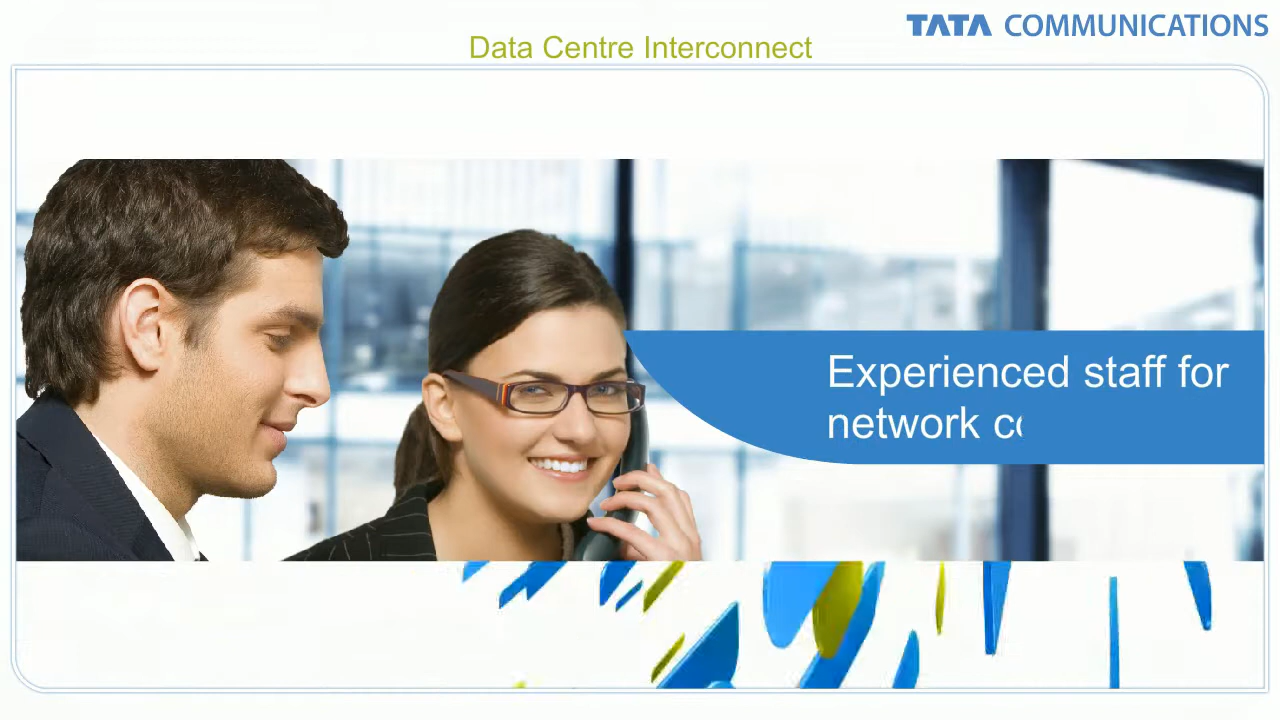 TATA COMMUNICATIONS
Data Centre Interconnect
Experienced staff for
network